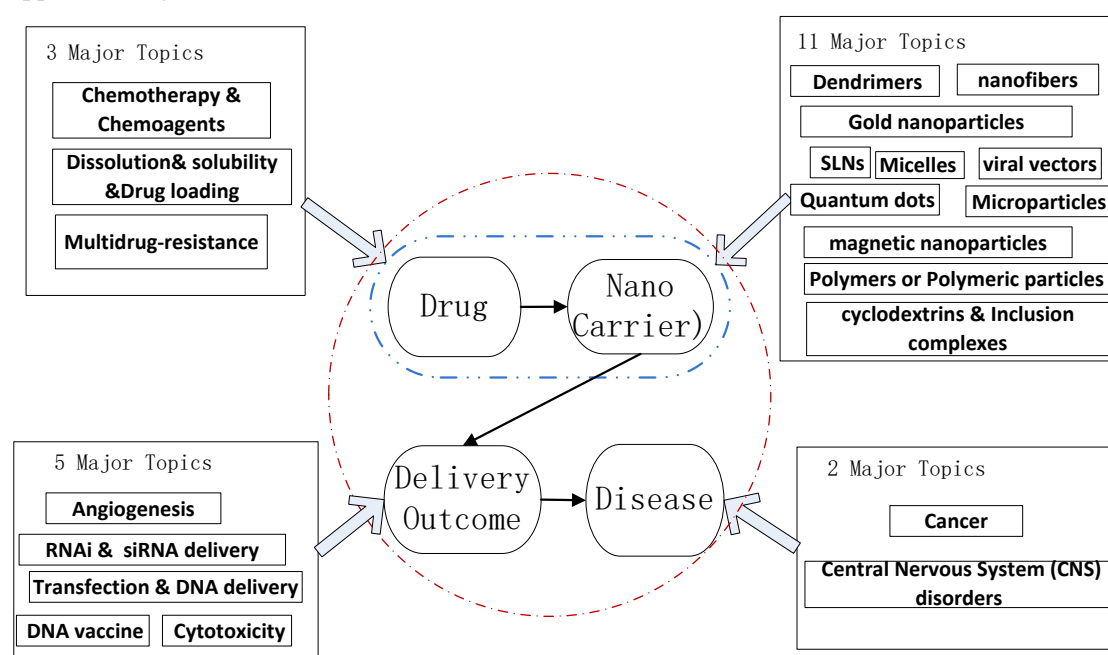 3 Major Topics
Chemotherapy &
Chemoagents
Dissolution& solubility
&Drug loading
Multidrug-resistance
11 Major Topics
Dendrimers
nanofibers
Gold nanoparticles
SLNs
Micelles
viral vectors
Quantum dots
Microparticles
magnetic nanoparticles
Polymers or Polymeric particles
cyclodextrins & Inclusion
complexes
Drug
Nano
Carrier)
Delivery
Outcome
Disease
5 Major Topics
Angiogenesis
RNAi & siRNA delivery
Transfection & DNA delivery
DNA vaccine
Cytotoxicity
2 Major Topics
Cancer
Central Nervous System (CNS)
disorders